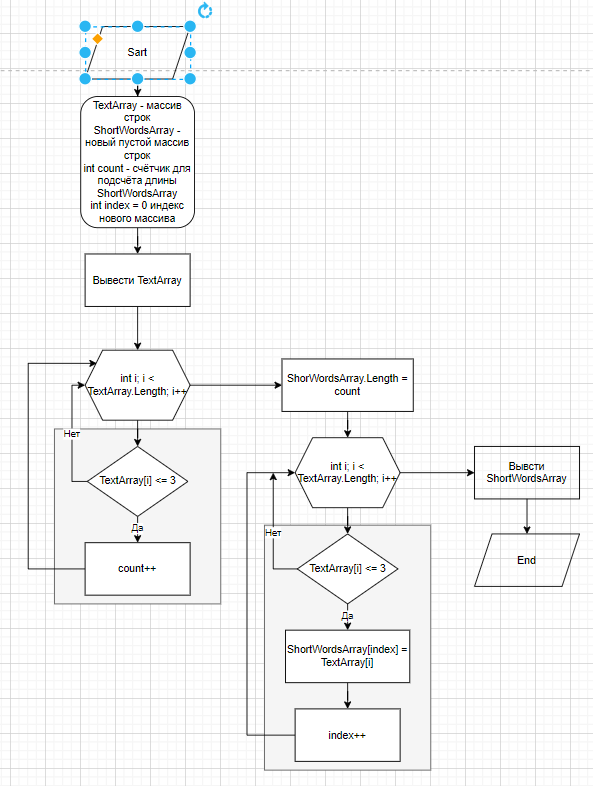 Sart
TextArray - массив
строк
ShortWordsArray -
новый пустой массив
строк
int count - счётчик для
подсчёта длины
ShortWordsArray
int index = 0 индекс
нового массива
Вывести TextArray
int i; i <
TextArray.Length; i++
Нет
TextArray[i] <= 3
Да
count++
ShorWordsArray.Length =
count
int i; i <
TextArray.Length; i++
Нет
TextArray[i] <= 3
Да
ShortWordsArray[index] =
TextArray[i]
index++
Вывсти
ShortWordsArray
End